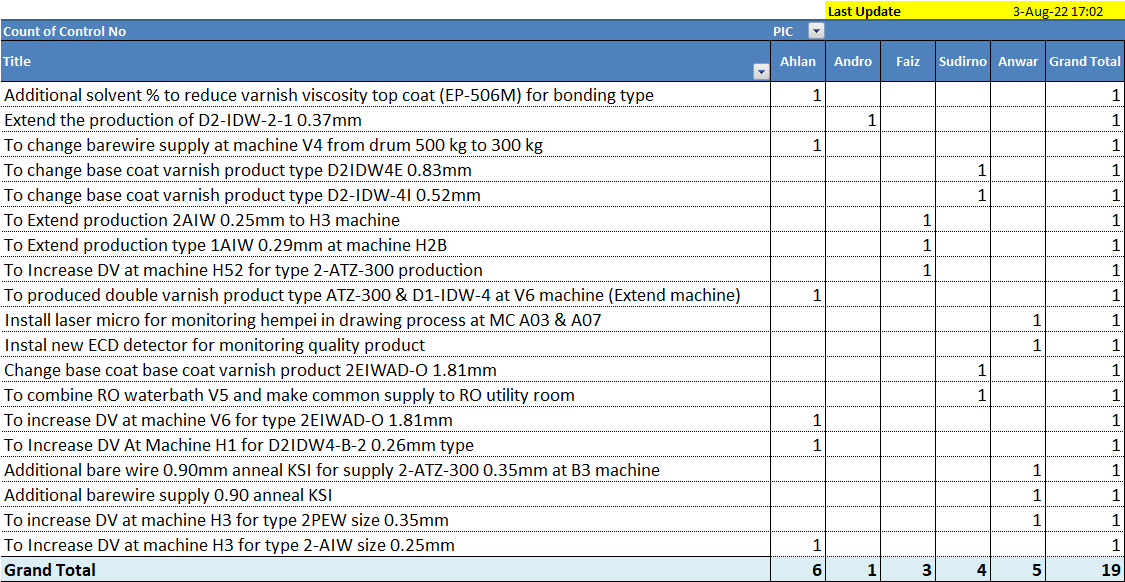 Last Update 3-Aug-22 17:02
Count of Control No PIC
Title Ahlan Andro Faiz Sudirno Anwar Grand Total
Additional solvent % to reduce varnish viscosity top coat (EP-506M) for bonding type 1 1
Extend the production of D2-IDW-2-1 0.37mm 1 1
To change barewire supply at machine V4 from drum 500 kg to 300 kg 1 1
To change base coat varnish product type D2IDW4E 0.83mm 1 1
To change base coat varnish product type D2-IDW-4I 0.52mm 1 1
To Extend production 2AIW 0.25mm to H3 machine 1 1
To Extend production type 1AIW 0.29mm at machine H2B 1 1
To Increase DV at machine H52 for type 2-ATZ-300 production 1 1
To produced double varnish product type ATZ-300 & D1-IDW-4 at V6 machine (Extend machine) 1 1
Install laser micro for monitoring hempei in drawing process at MC A03 & A07 1 1
Instal new ECD detector for monitoring quality product 1 1
Change base coat base coat varnish product 2EIWAD-O 1.81mm 1 1
To combine RO waterbath V5 and make common supply to RO utility room 1 1
To increase DV at machine V6 for type 2EIWAD-O 1.81mm 1 1
To Increase DV At Machine H1 for D2IDW4-B-2 0.26mm type 1 1
Additional bare wire 0.90mm anneal KSI for supply 2-ATZ-300 0.35mm at B3 machine 1 1
Additional barewire supply 0.90 anneal KSI 1 1
To increase DV at machine H3 for type 2PEW size 0.35mm 1 1
To Increase DV at machine H3 for type 2-AIW size 0.25mm 1 1
Grand Total 6 1 3 4 5 19